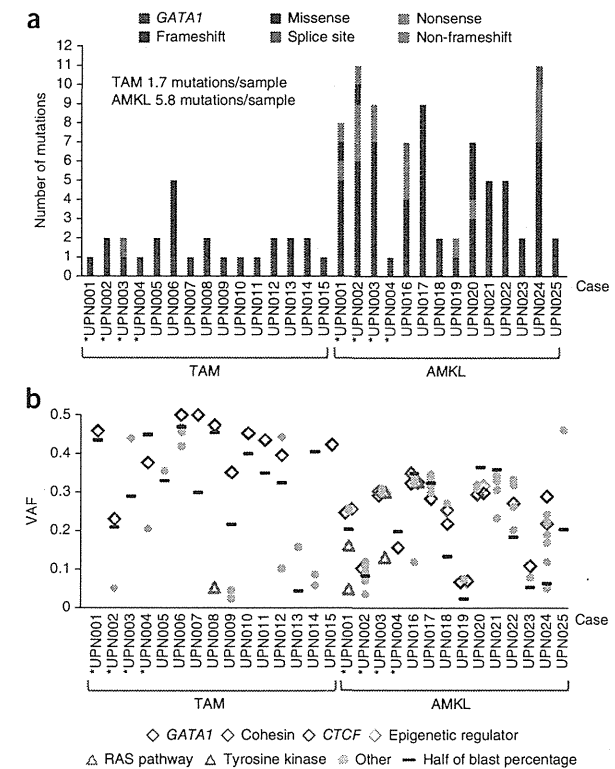 a
GATA1 Missense Nonsense
Frameshift Splice site Non-frameshift
TAM 1.7 mutations/sample
AMKL 5.8 mutations/sample
Number of mutations
12
11
10
9
8
7
6
5
4
3
2
1
0
*UPN001
*UPN002
*UPN003
*UPN004
UPN005
UPN006
UPN007
UPN008
UPN009
UPN010
UPN011
UPN012
UPN013
UPN014
UPN015
*UPN001
*UPN002
*UPN003
*UPN004
UPN016
UPN017
UPN018
UPN019
UPN020
UPN021
UPN022
UPN023
UPN024
UPN025
Case
TAM AMKL
b
VAF
0.5
0.4
0.3
0.2
0.1
0
*UPN001
*UPN002
*UPN003
*UPN004
UPN005
UPN006
UPN007
UPN008
UPN009
UPN010
UPN011
UPN012
UPN013
UPN014
UPN015
*UPN001
*UPN002
*UPN003
*UPN004
UPN016
UPN017
UPN018
UPN019
UPN020
UPN021
UPN022
UPN023
UPN024
UPN025
Case
TAM AMKL
GATA1 Cohesin CTCF Epigenetic regulator
RAS pathway Tyrosine kinase Other Half of blast percentage